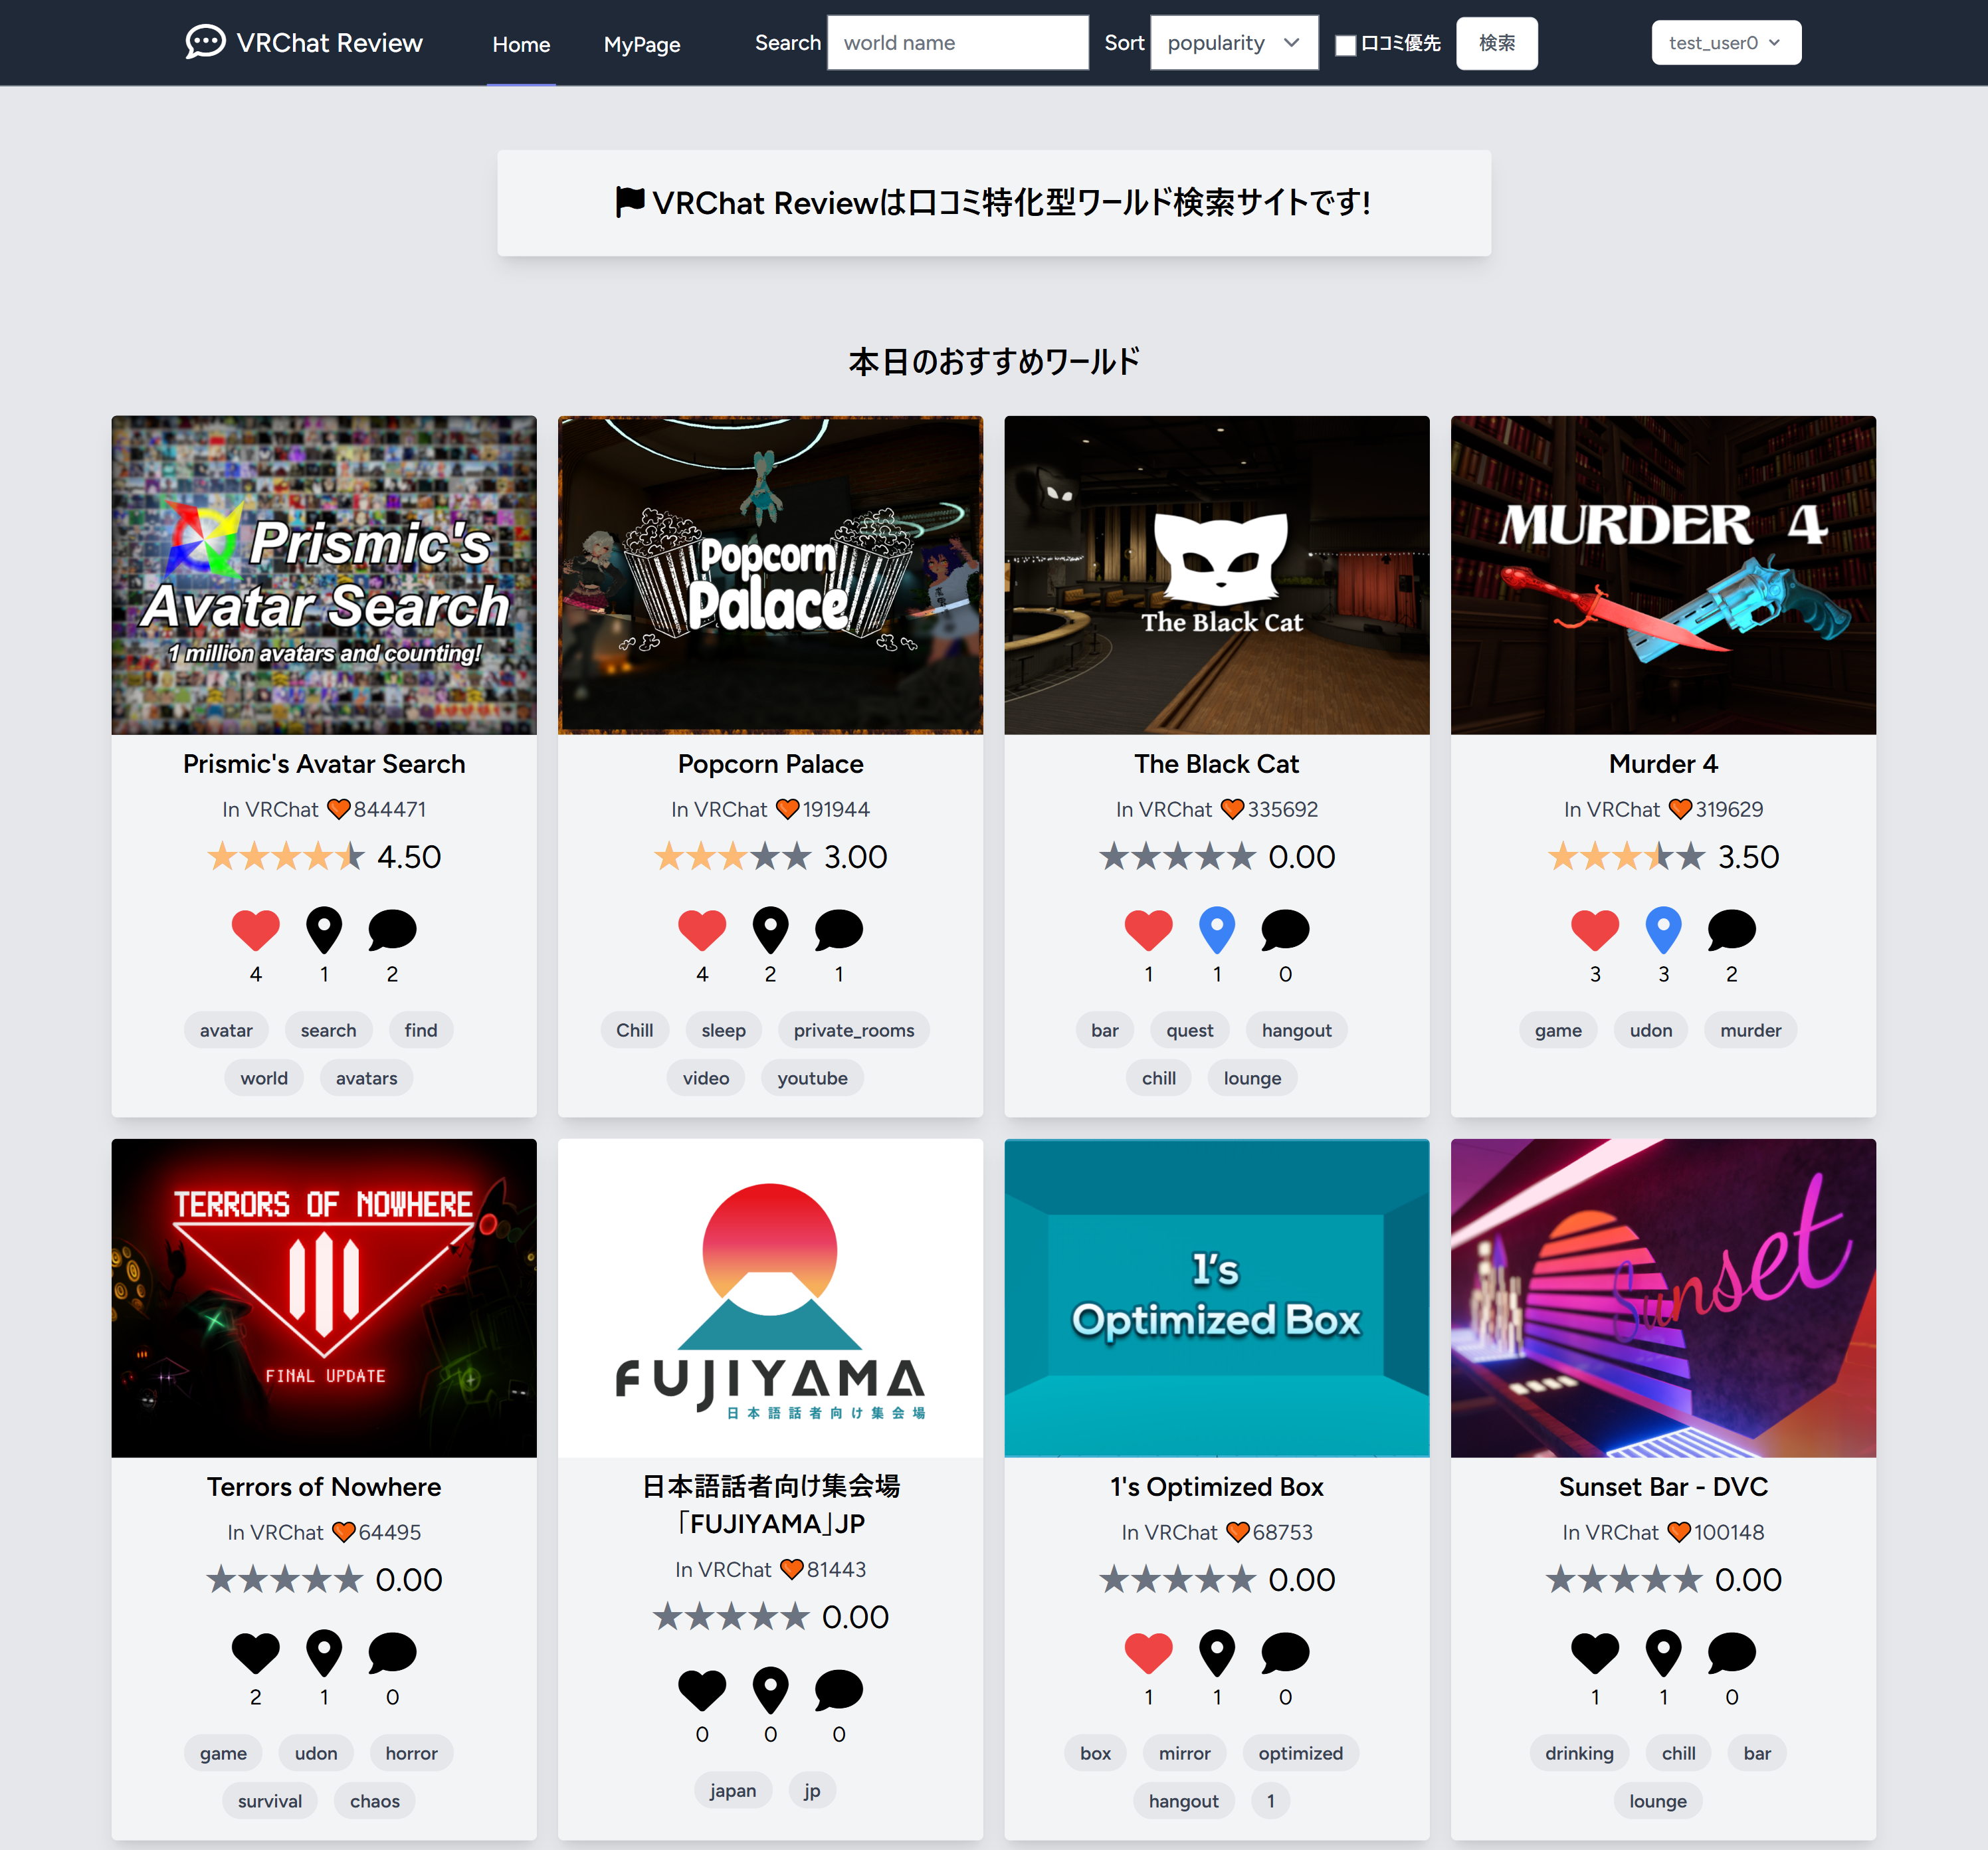 VRChat Review
Home
MyPage
Search
world name
Sort
popularity
口コミ優先
検索
test_user0
VRChat Reviewは口コミ特化型ワールド検索サイトです!
本日のおすすめワールド
Prismic's
Avatar Search
1 million avatars and counting!
Prismic's Avatar Search
In VRChat 844471
4.50
4 1 2
avatar search find
world avatars
Popcorn
Palace
Popcorn Palace
In VRChat 191944
3.00
4 2 1
Chill sleep private_rooms
video youtube
The Black Cat
The Black Cat
In VRChat 335692
0.00
1 1 0
bar quest hangout
chill lounge
MURDER 4
Murder 4
In VRChat 319629
3.50
3 3 2
game udon murder
TERRORS OF NOWHERE
FINAL UPDATE
Terrors of Nowhere
In VRChat 64495
0.00
2 1 0
game udon horror
survival chaos
FUJIYAMA
日本語話者向け集会場
日本語話者向け集会場
「FUJIYAMA」JP
In VRChat 81443
0.00
0 0 0
japan jp
1's
Optimized Box
1's Optimized Box
In VRChat 68753
0.00
1 1 0
box mirror optimized
hangout 1
Sunset
Sunset Bar - DVC
In VRChat 100148
0.00
1 1 0
drinking chill bar
lounge